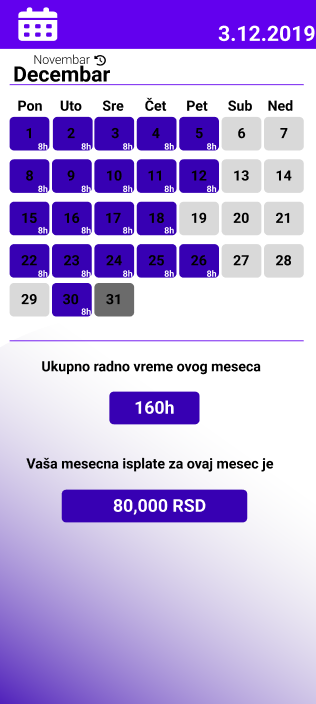 3.12.2019
Novembar
Decembar
Pon Uto Sre Čet Pet Sub Ned
1 8h 2 8h 3 8h 4 8h 5 8h 6 7
8 8h 9 8h 10 8h 11 8h 12 8h 13 14
15 8h 16 8h 17 8h 18 8h 19 20 21
22 8h 23 8h 24 8h 25 8h 26 8h 27 28
29 30 8h 31
Ukupno radno vreme ovog meseca
160h
Vaša mesecna isplate za ovaj mesec je
80,000 RSD